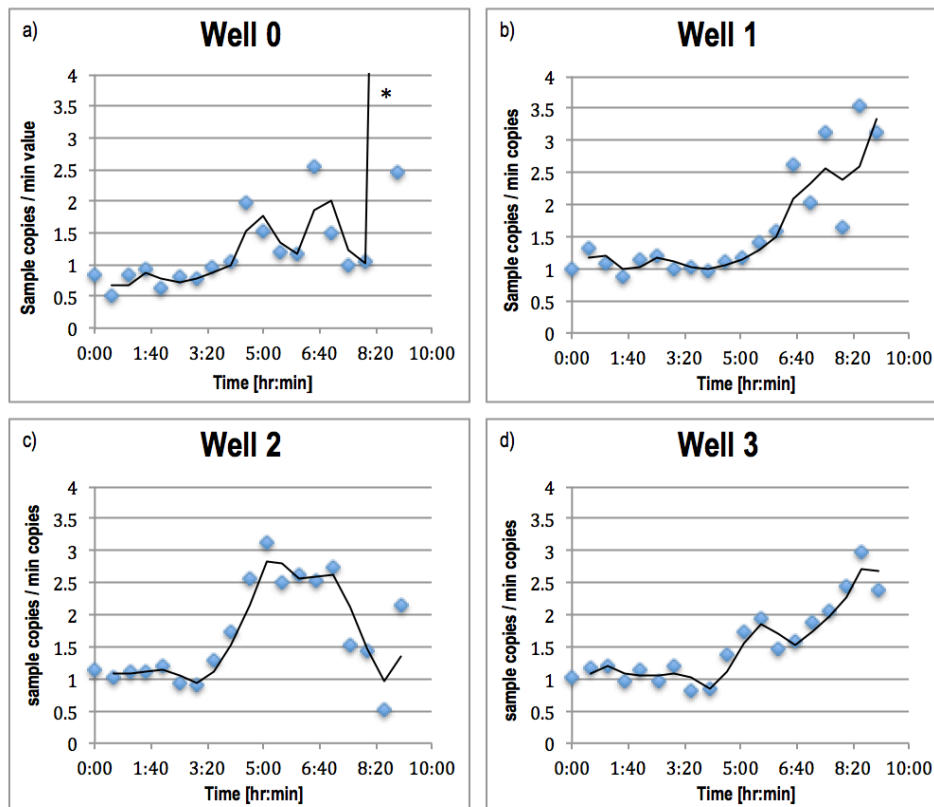 a)
Well 0
Sample copies / min value
4
3.5
3
2.5
2
1.5
1
0.5
0
*
0:00 1:40 3:20 5:00 6:40 8:20 10:00
Time [hr:min]
b)
Well 1
Sample copies / min copies
4
3.5
3
2.5
2
1.5
1
0.5
0
0:00 1:40 3:20 5:00 6:40 8:20 10:00
Time [hr:min]
c)
Well 2
sample copies / min copies
4
3.5
3
2.5
2
1.5
1
0.5
0
0:00 1:40 3:20 5:00 6:40 8:20 10:00
Time [hr:min]
d)
Well 3
sample copies / min copies
4
3.5
3
2.5
2
1.5
1
0.5
0
0:00 1:40 3:20 5:00 6:40 8:20 10:00
Time [hr:min]